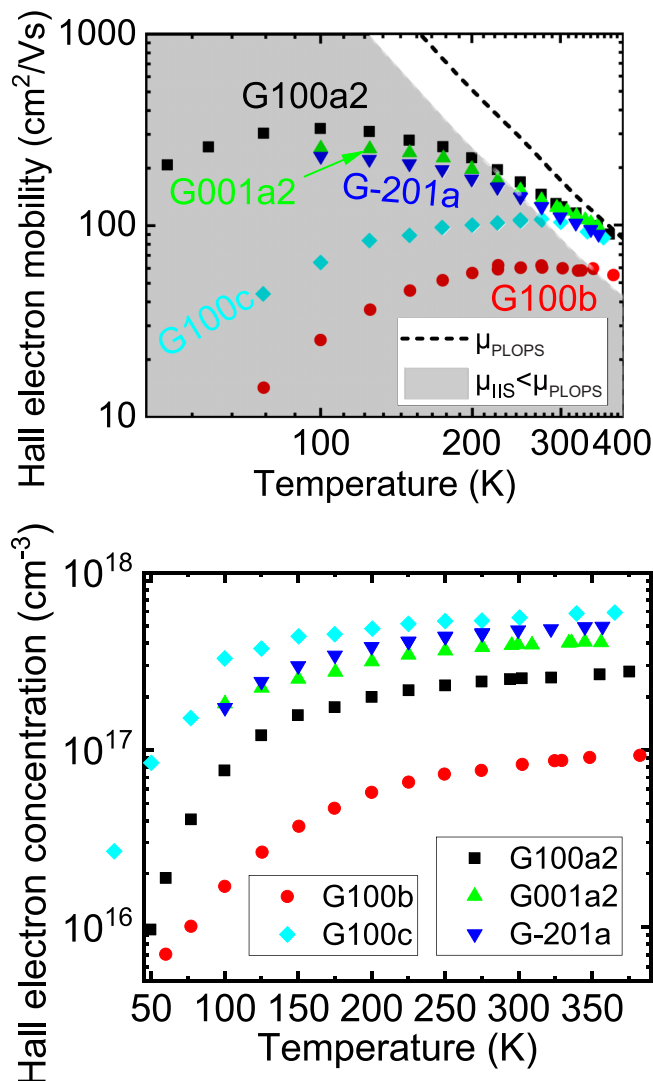 Hall electron mobility (cm²/Vs)
1000
100
10
G100a2
G001a2
G-201a
G100c
G100b
μPLOPS
μIIS<μPLOPS
100 200 300 400
Temperature (K)
Hall electron concentration (cm⁻³)
10¹⁸
10¹⁷
10¹⁶
G100b
G100c
G100a2
G001a2
G-201a
50 100 150 200 250 300 350
Temperature (K)